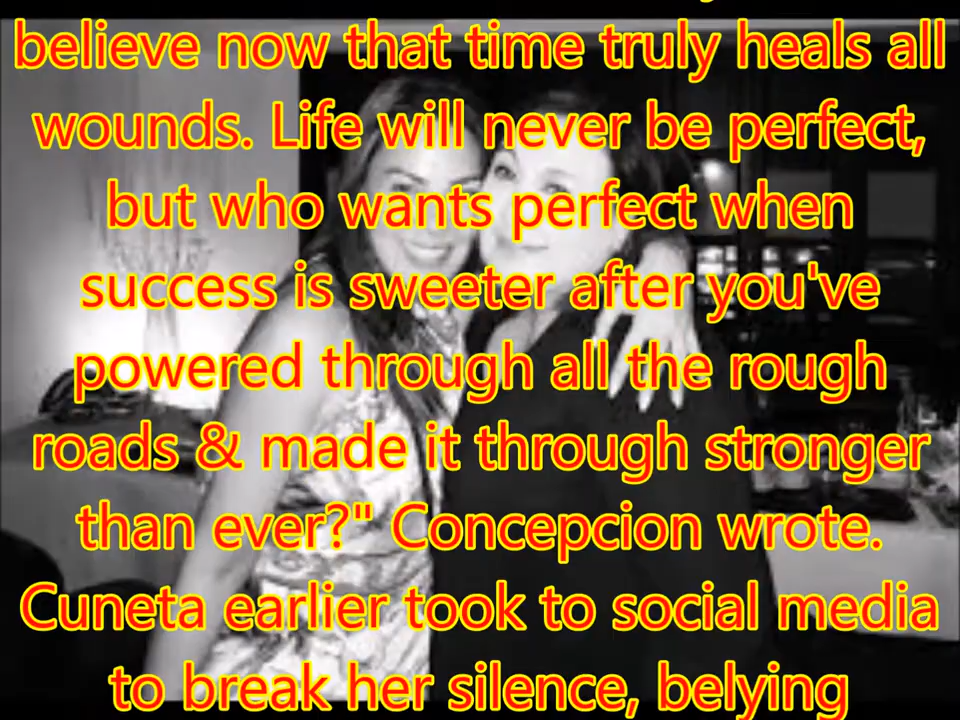 believe now that time truly heals all
wounds. Life will never be perfect,
but who wants perfect when
success is sweeter after you've
powered through all the rough
roads & made it through stronger
than ever?" Concepcion wrote.
Cuneta earlier took to social media
to break her silence, belying